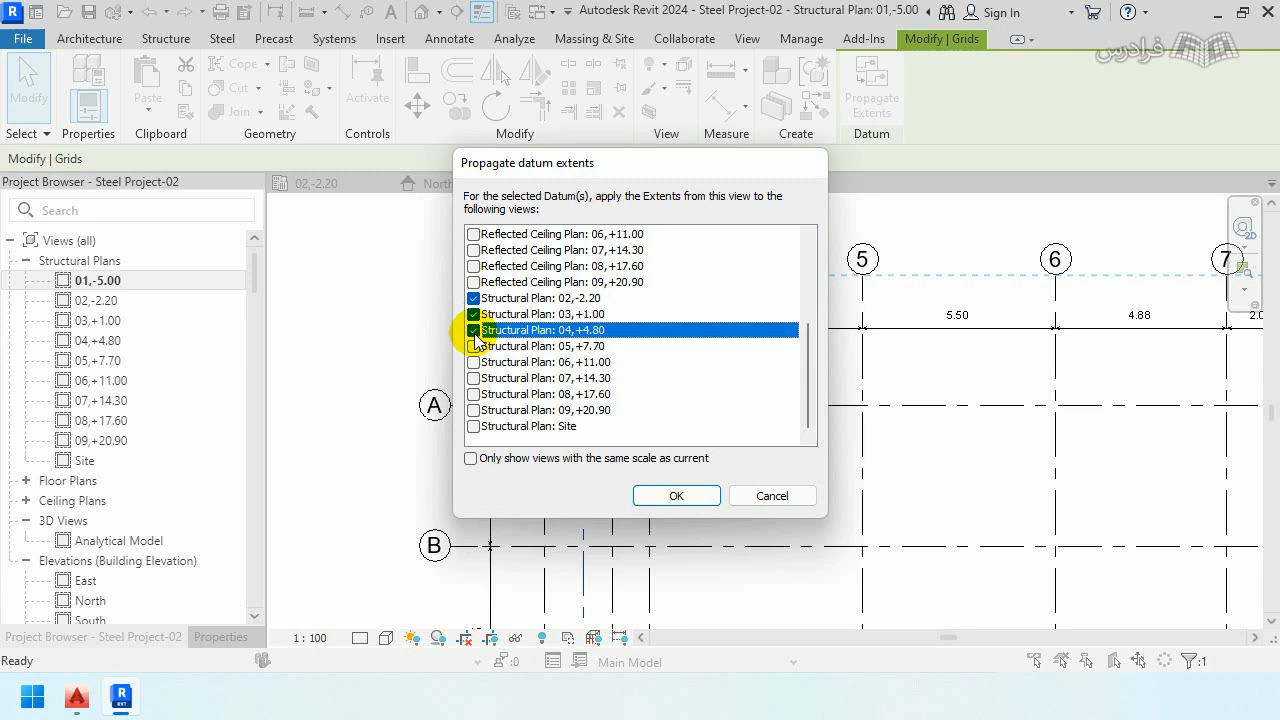 Autodesk Revit 2024 - Steel Project-02 - Structural Plan: 01,-5.00
Sign In
File Architecture Structure Steel Precast Systems Insert Annotate Analyze Massing & Site Collaborate View Manage Add-Ins Modify | Grids
فرادرس
Modify Paste Cope Cut Join Activate Propagate Extents
Select Properties Clipboard Geometry Controls Modify View Measure Create Datum
Modify | Grids
Project Browser - Steel Project-02
02,-2.20
North
Search
Views (all)
Structural Plans
01,-5.00
02,-2.20
03,+1.00
04,+4.80
05,+7.70
06,+11.00
07,+14.30
08,+17.60
09,+20.90
Site
Floor Plans
Ceiling Plans
3D Views
Analytical Model
Elevations (Building Elevation)
East
North
South
Project Browser - Steel Project-02 Properties
Propagate datum extents
For the selected Datum(s), apply the Extents from this view to the
following views:
Reflected Ceiling Plan: 06,+11.00
Reflected Ceiling Plan: 07,+14.30
Reflected Ceiling Plan: 08,+17.60
Reflected Ceiling Plan: 09,+20.90
Structural Plan: 02,-2.20
Structural Plan: 03,+1.00
Structural Plan: 04,+4.80
Structural Plan: 05,+7.70
Structural Plan: 06,+11.00
Structural Plan: 07,+14.30
Structural Plan: 08,+17.60
Structural Plan: 09,+20.90
Structural Plan: Site
Only show views with the same scale as current
OK Cancel
5 6 7
5.50 4.88
A
B
2D
1 : 100
Ready
:0
Main Model
:1